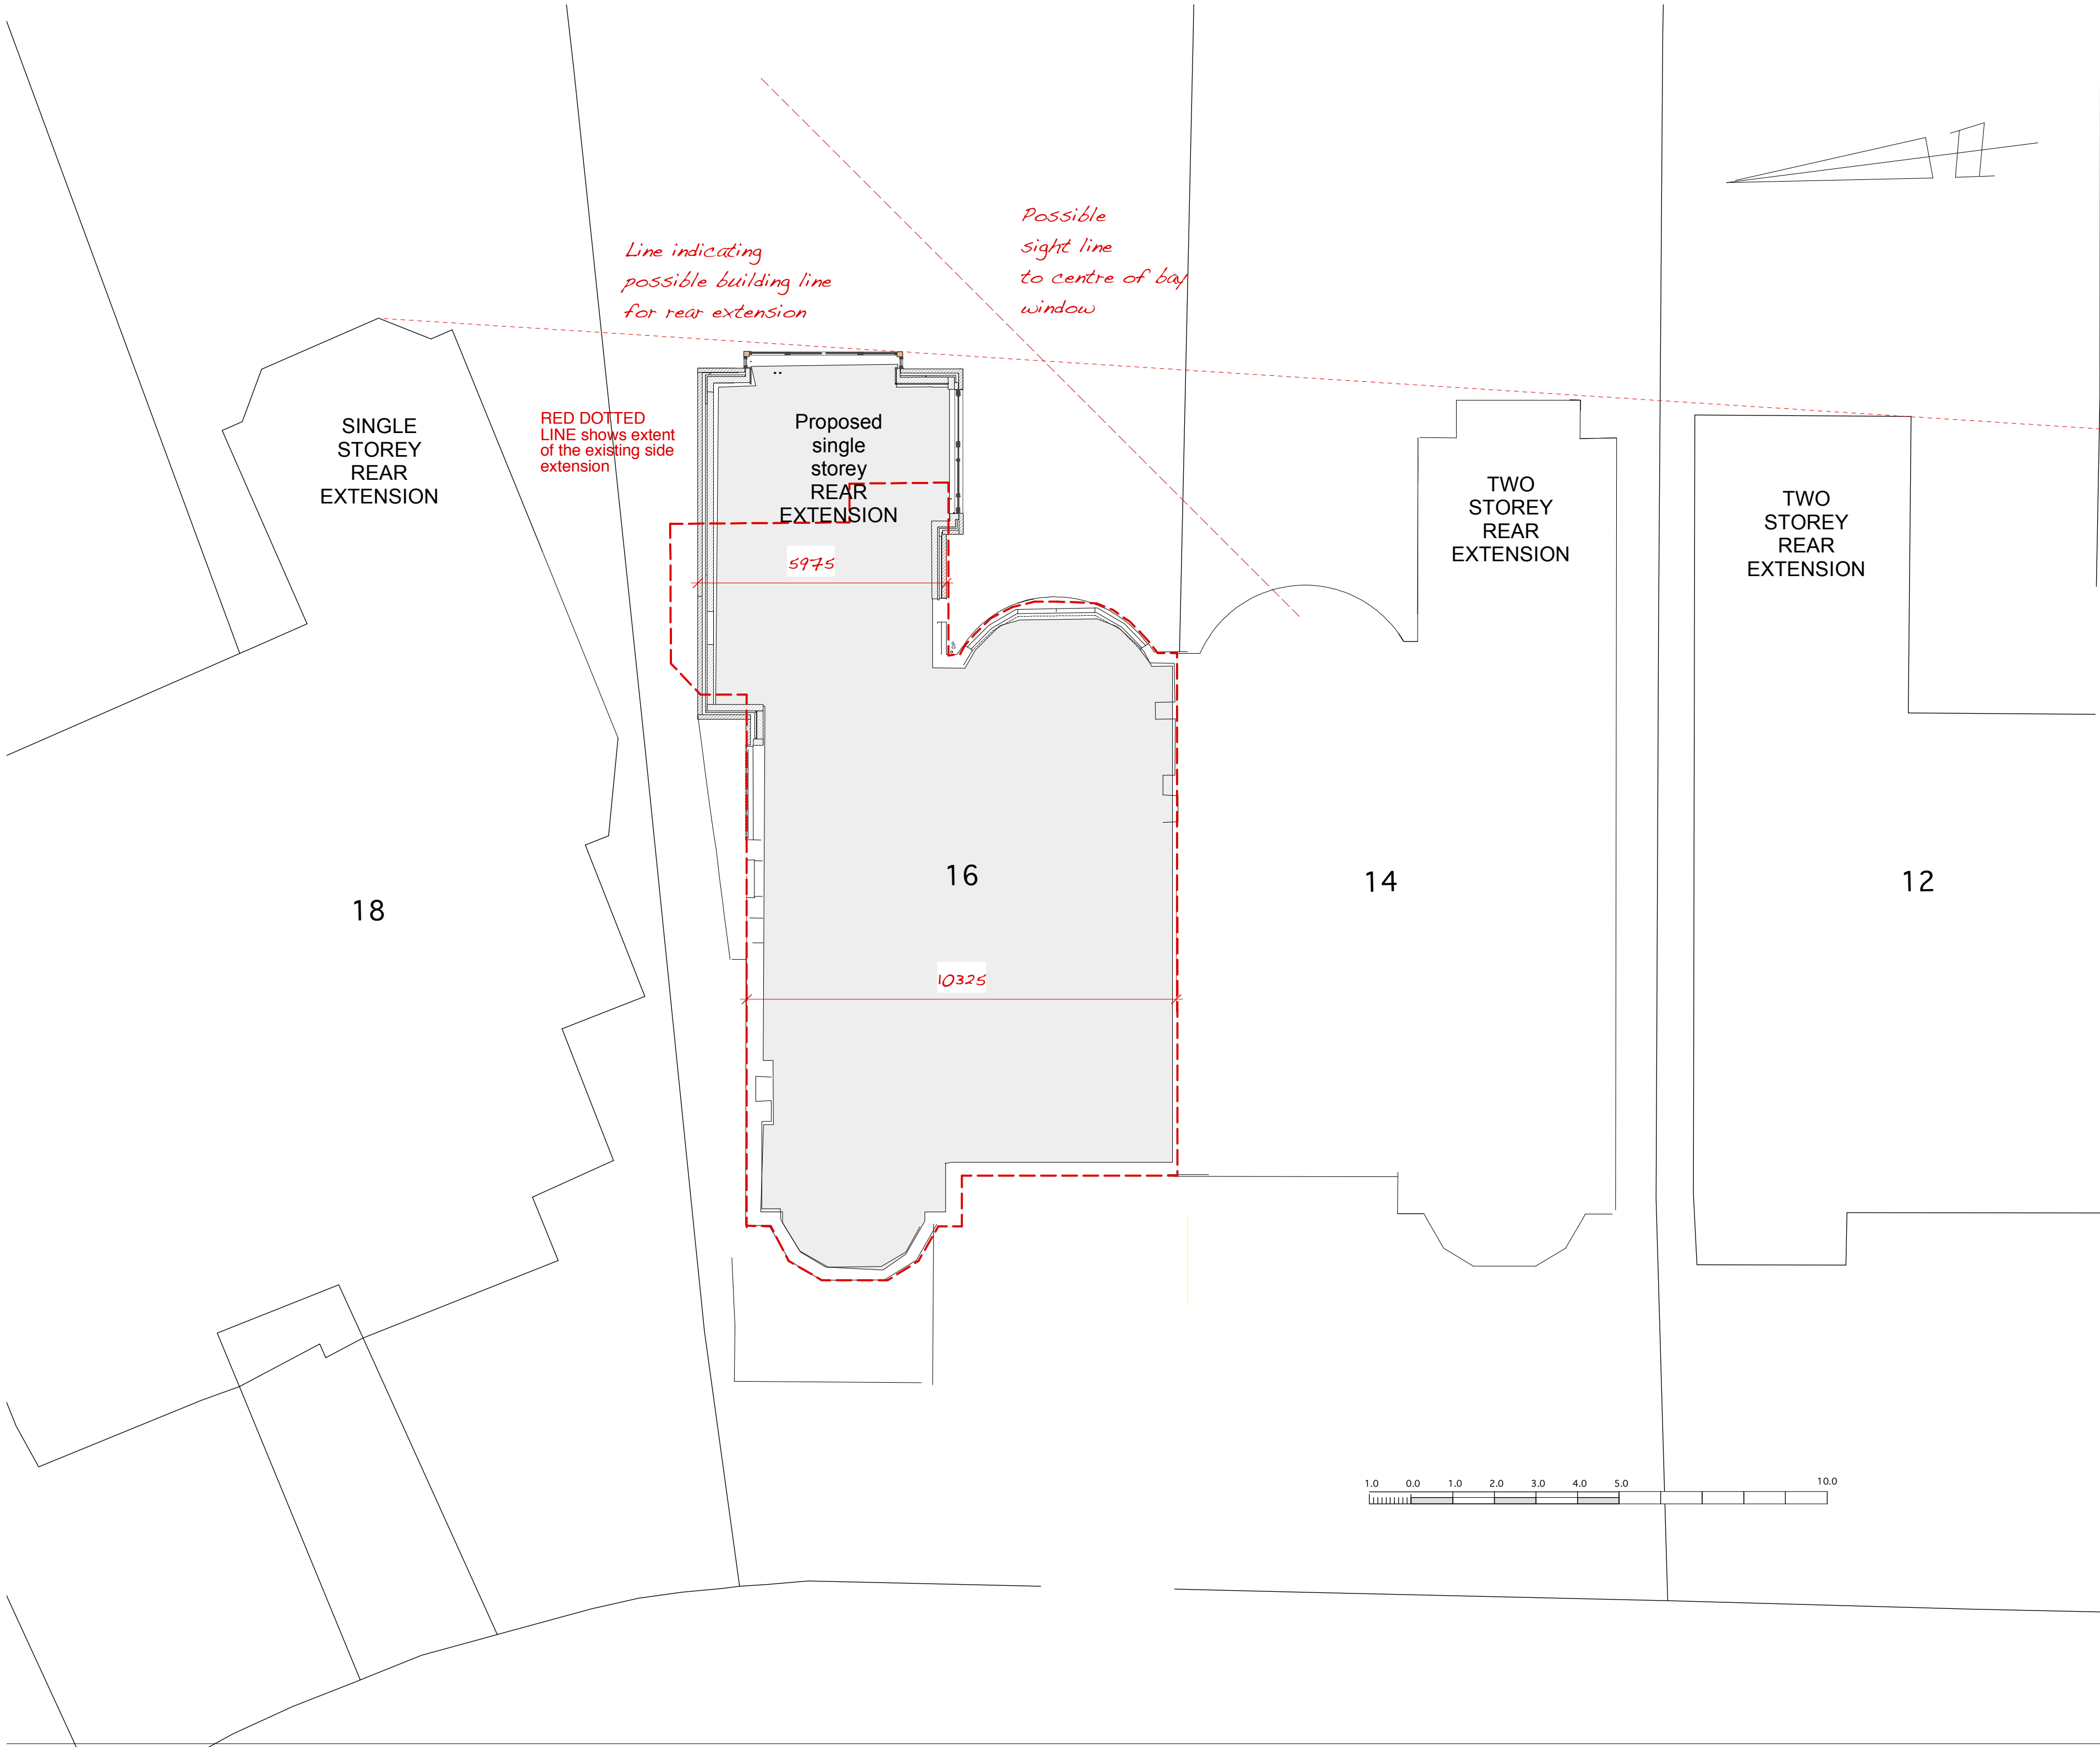 Possible
sight line
to centre of bay
window
Line indicating
possible building line
for rear extension
RED DOTTED
LINE shows extent
of the existing side
extension
SINGLE
STOREY
REAR
EXTENSION
Proposed
single
storey
REAR
EXTENSION
TWO
STOREY
REAR
EXTENSION
TWO
STOREY
REAR
EXTENSION
5975
18
16
14
12
10325
1.0 0.0 1.0 2.0 3.0 4.0 5.0 10.0